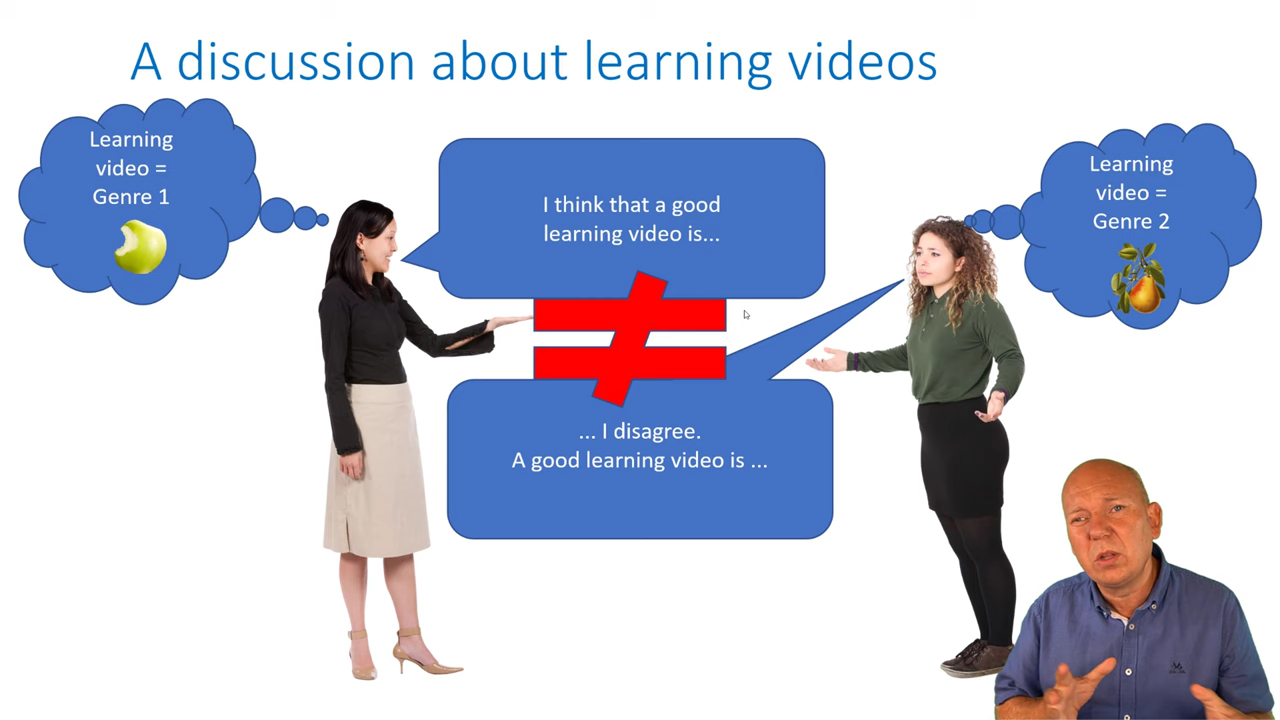 A discussion about learning videos
Learning
video =
Genre 1
I think that a good
learning video is...
Learning
video =
Genre 2
... I disagree.
A good learning video is ...